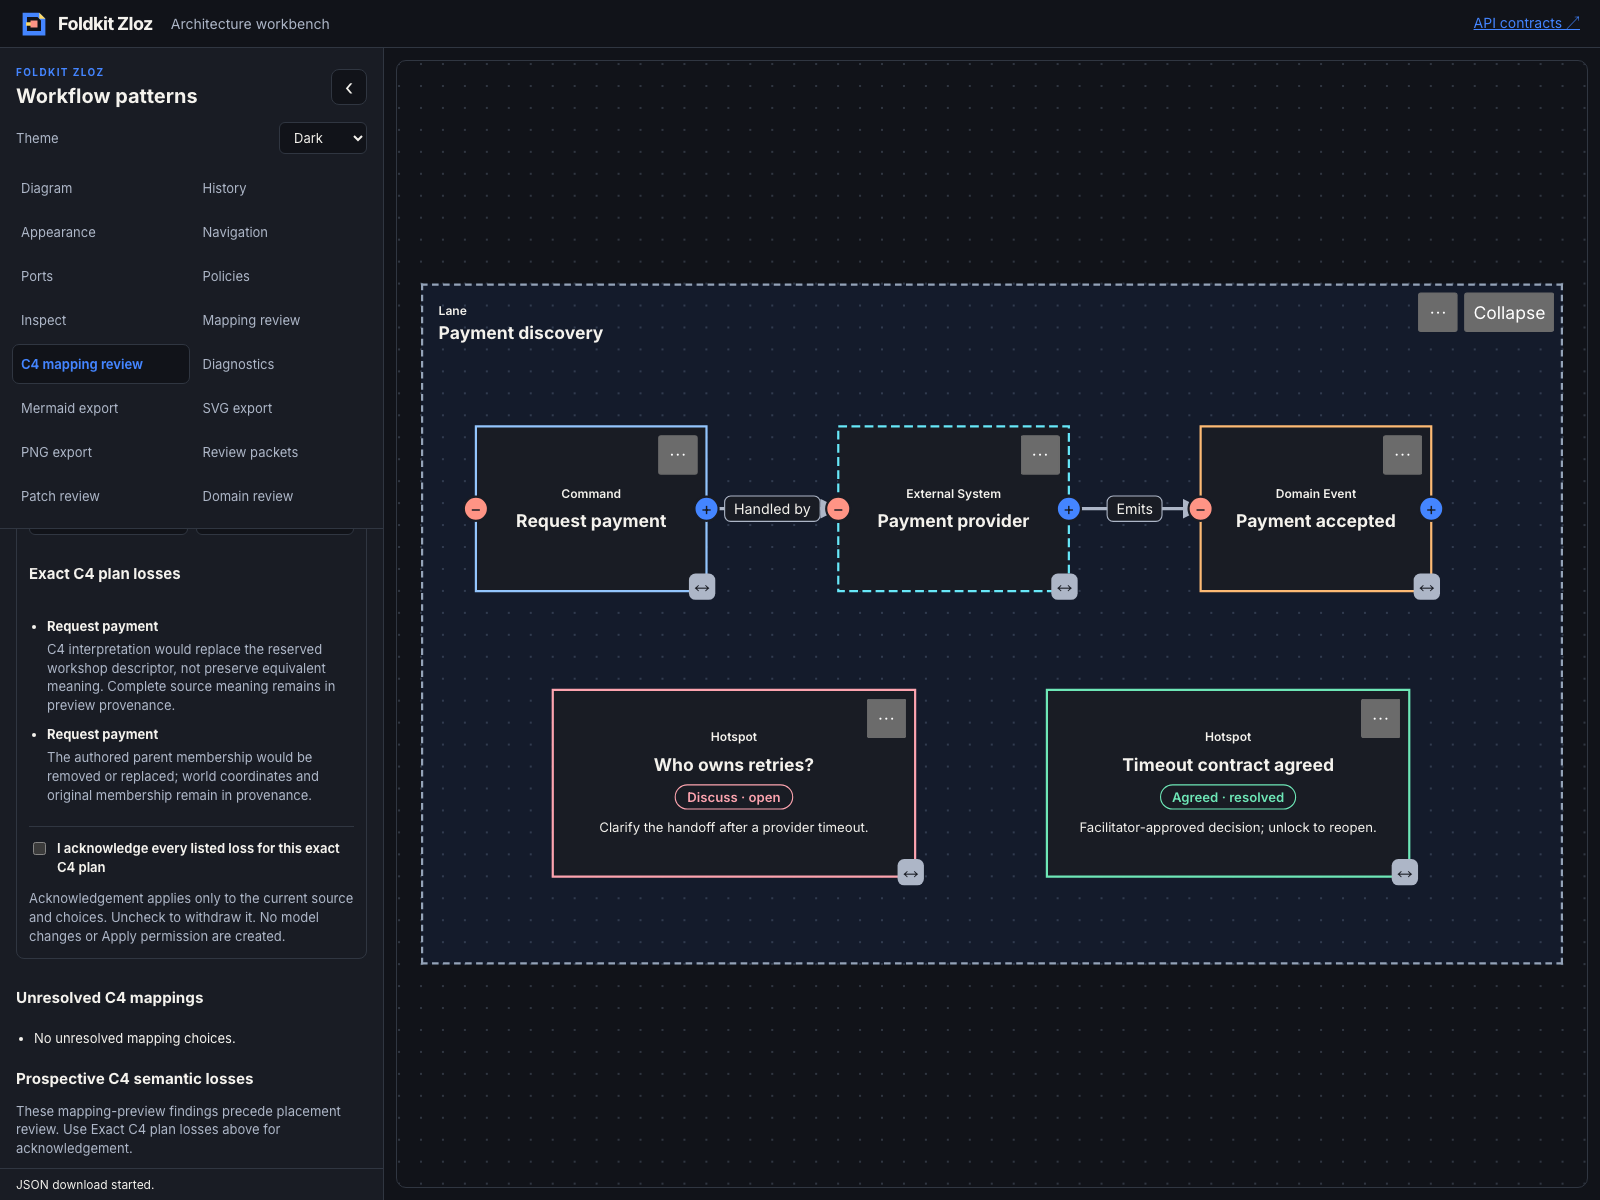 Foldkit Zloz
Architecture workbench
API contracts ↗
FOLDKIT ZLOZ
Workflow patterns
‹
Theme
Dark
Diagram
History
Appearance
Navigation
Ports
Policies
Inspect
Mapping review
C4 mapping review
Diagnostics
Mermaid export
SVG export
PNG export
Review packets
Patch review
Domain review
Exact C4 plan losses
• Request payment
C4 interpretation would replace the reserved
workshop descriptor, not preserve equivalent
meaning. Complete source meaning remains in
preview provenance.
• Request payment
The authored parent membership would be
removed or replaced; world coordinates and
original membership remain in provenance.
I acknowledge every listed loss for this exact
C4 plan
Acknowledgement applies only to the current source
and choices. Uncheck to withdraw it. No model
changes or Apply permission are created.
Unresolved C4 mappings
• No unresolved mapping choices.
Prospective C4 semantic losses
These mapping-preview findings precede placement
review. Use Exact C4 plan losses above for
acknowledgement.
JSON download started.
Lane
Payment discovery
⋯
Collapse
⋯
Command
Request payment
−
+
↔
Handled by
⋯
External System
Payment provider
−
+
↔
Emits
⋯
Domain Event
Payment accepted
−
+
↔
⋯
Hotspot
Who owns retries?
Discuss · open
Clarify the handoff after a provider timeout.
↔
⋯
Hotspot
Timeout contract agreed
Agreed · resolved
Facilitator-approved decision; unlock to reopen.
↔